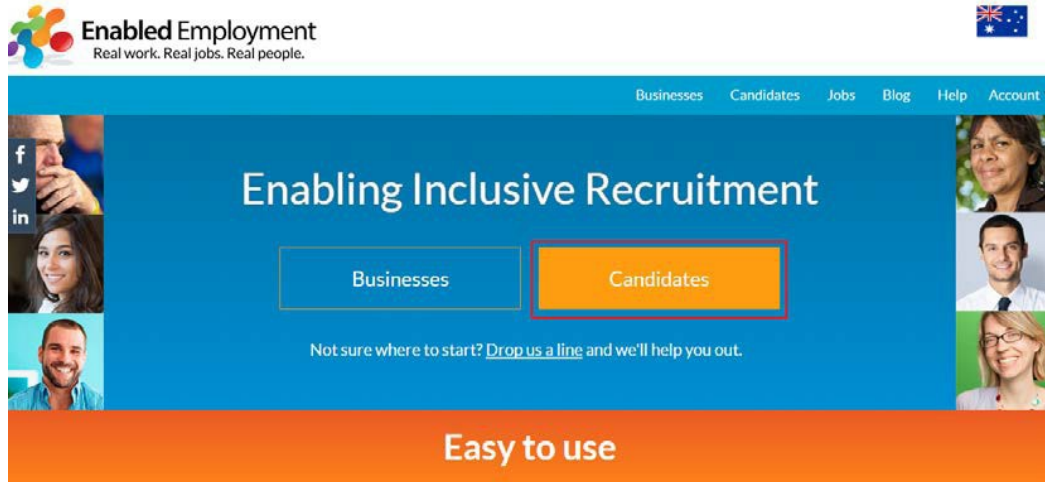 Enabled Employment
Real work. Real jobs. Real people.
Businesses Candidates Jobs Blog Help Account
f
in
Enabling Inclusive Recruitment
Businesses Candidates
Not sure where to start? Drop us a line and we'll help you out.
Easy to use